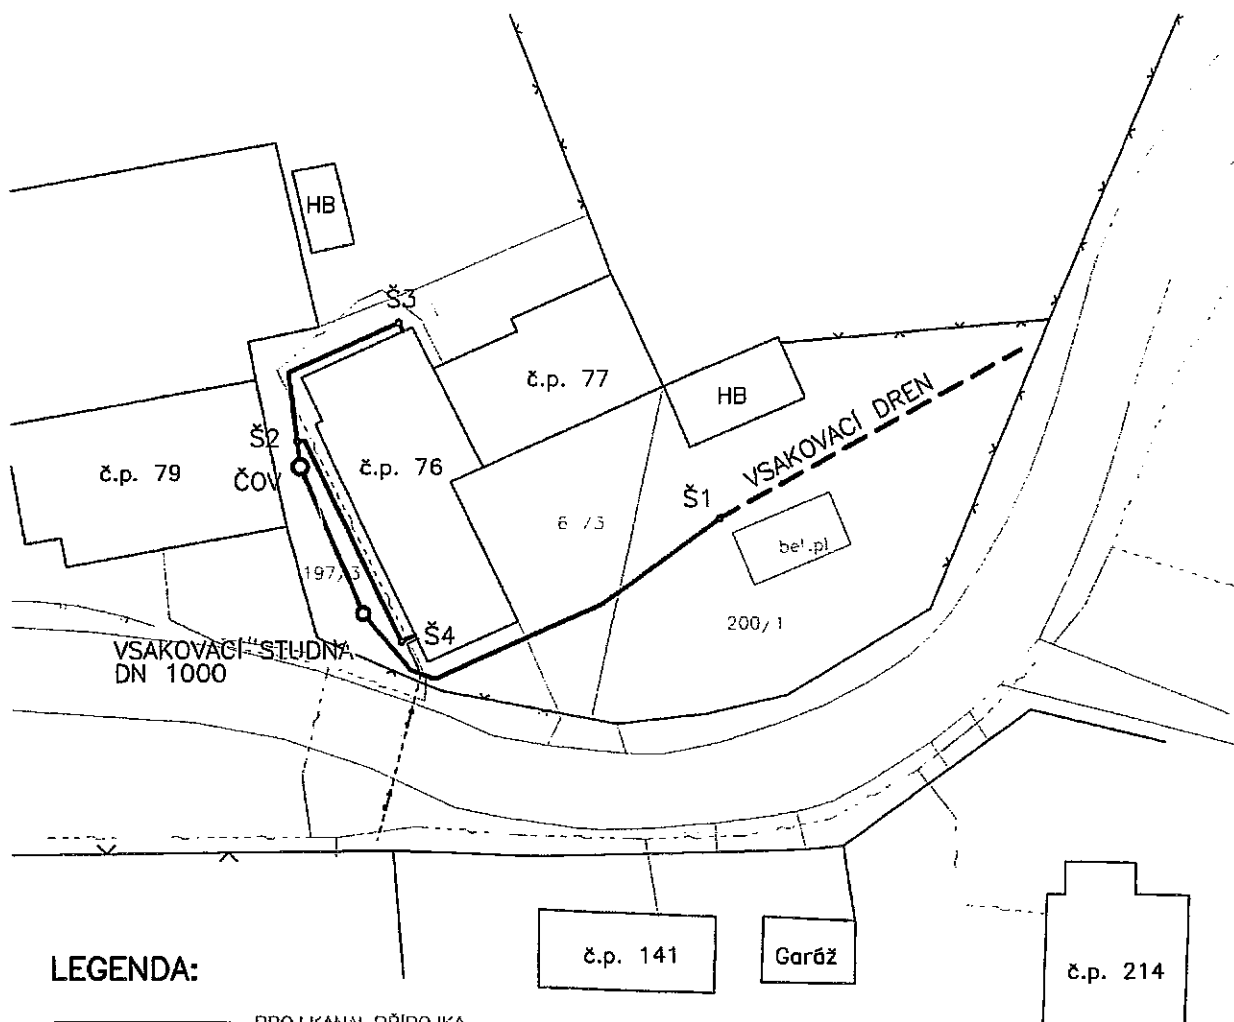 HB
Š3
č.p. 77
HB
VSAKOVACÍ DREN
Š2
č.p. 76
č.p. 79
ČOV
Š1
bet.pl
197/3
200/1
Š4
VSAKOVACÍ STUDNA
DN 1000
č.p. 141
Garáž
č.p. 214
LEGENDA: